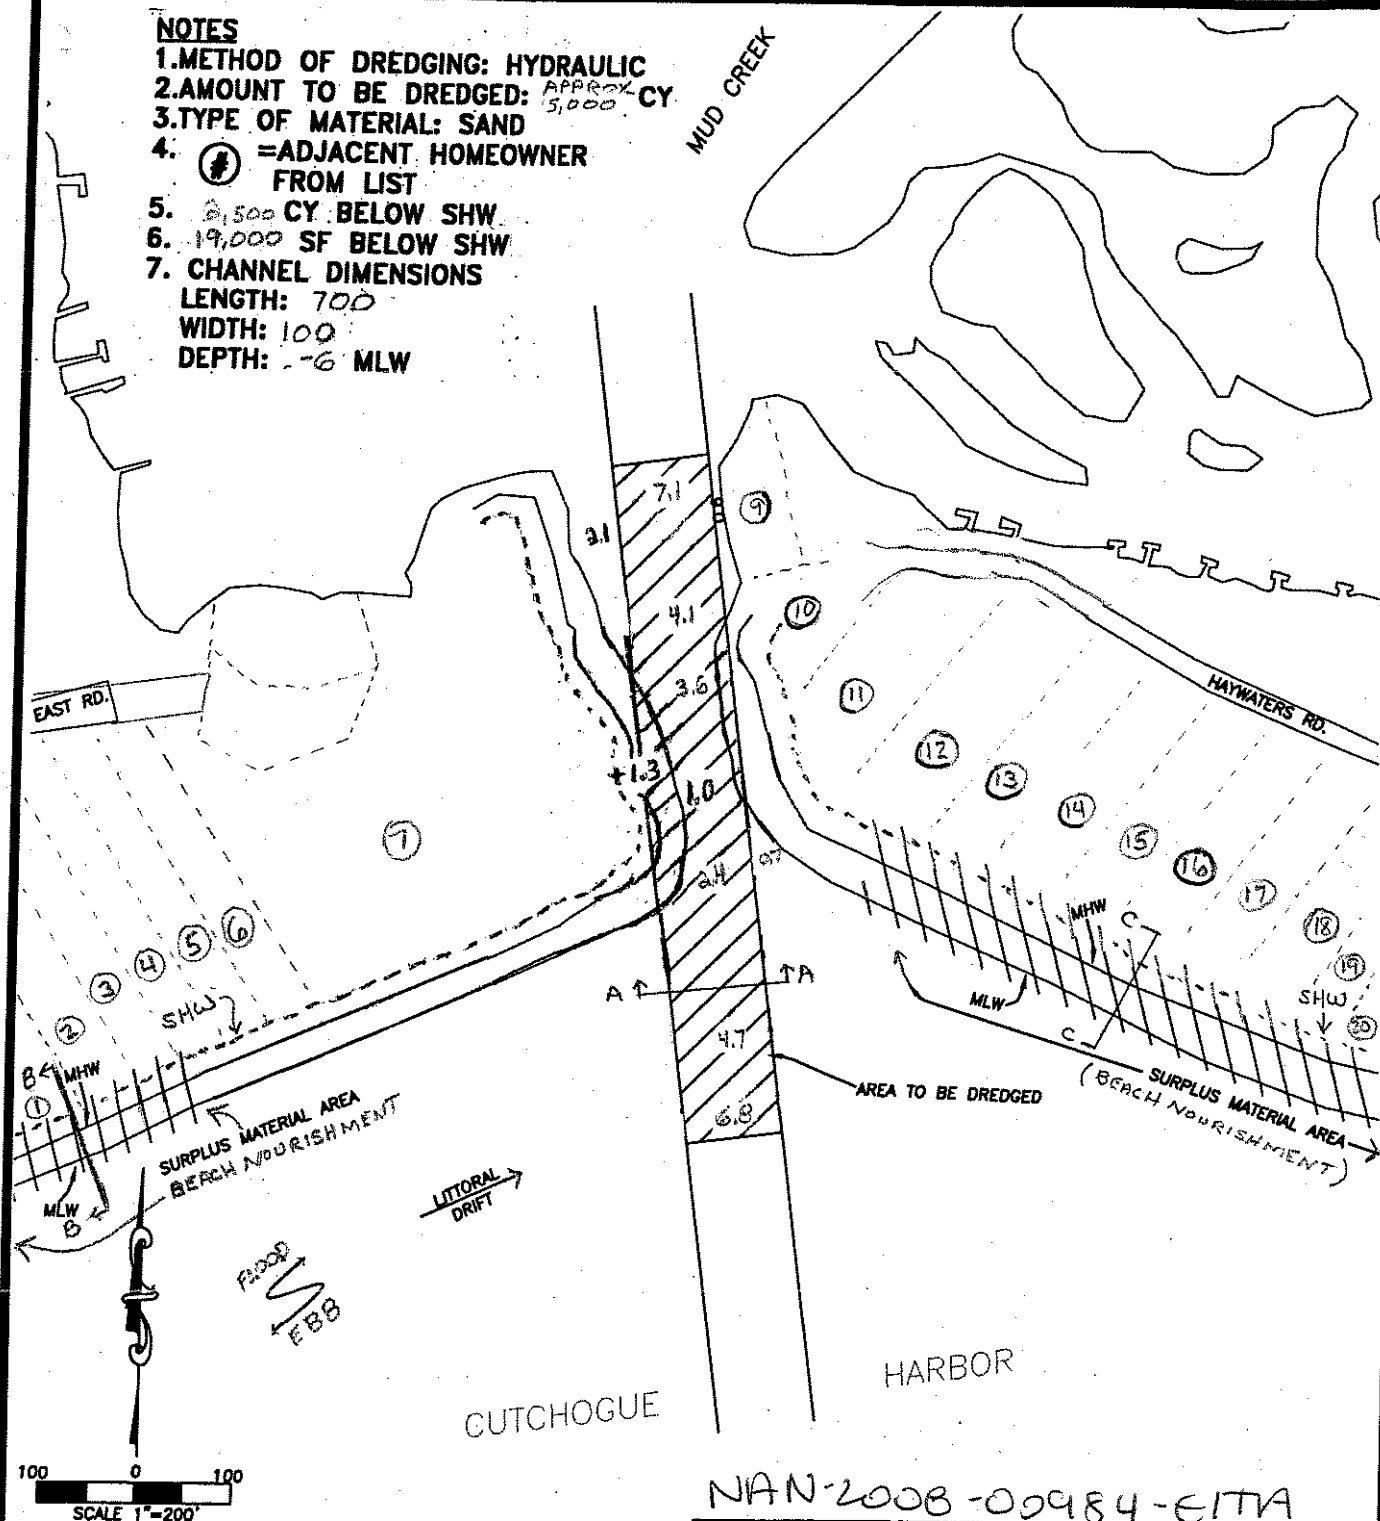 NOTES
1.METHOD OF DREDGING: HYDRAULIC
2.AMOUNT TO BE DREDGED: APPROX 5,000 CY
3.TYPE OF MATERIAL: SAND
4. # =ADJACENT HOMEOWNER
FROM LIST
5. 2,500 CY BELOW SHW
6. 19,000 SF BELOW SHW
7. CHANNEL DIMENSIONS
LENGTH: 700
WIDTH: 100
DEPTH: -6 MLW
MUD CREEK
7.1
9
2.1
4.1
10
3.6
11
HAYWATERS RD.
EAST RD.
12
+1.3
13
1.0
14
7
15
0.7
16
2.4
17
MHW
C
18
6
5
4
3
19
A
A
MLW
SHW
SHW
2
20
4.7
C
B
MHW
1
SURPLUS MATERIAL AREA
(BEACH NOURISHMENT)
AREA TO BE DREDGED
6.8
SURPLUS MATERIAL AREA
BEACH NOURISHMENT
MLW
B
LITTORAL
DRIFT
FLOOD
EBB
CUTCHOGUE
HARBOR
100 0 100
SCALE 1"=200'
NAN-2008-00984-EITA